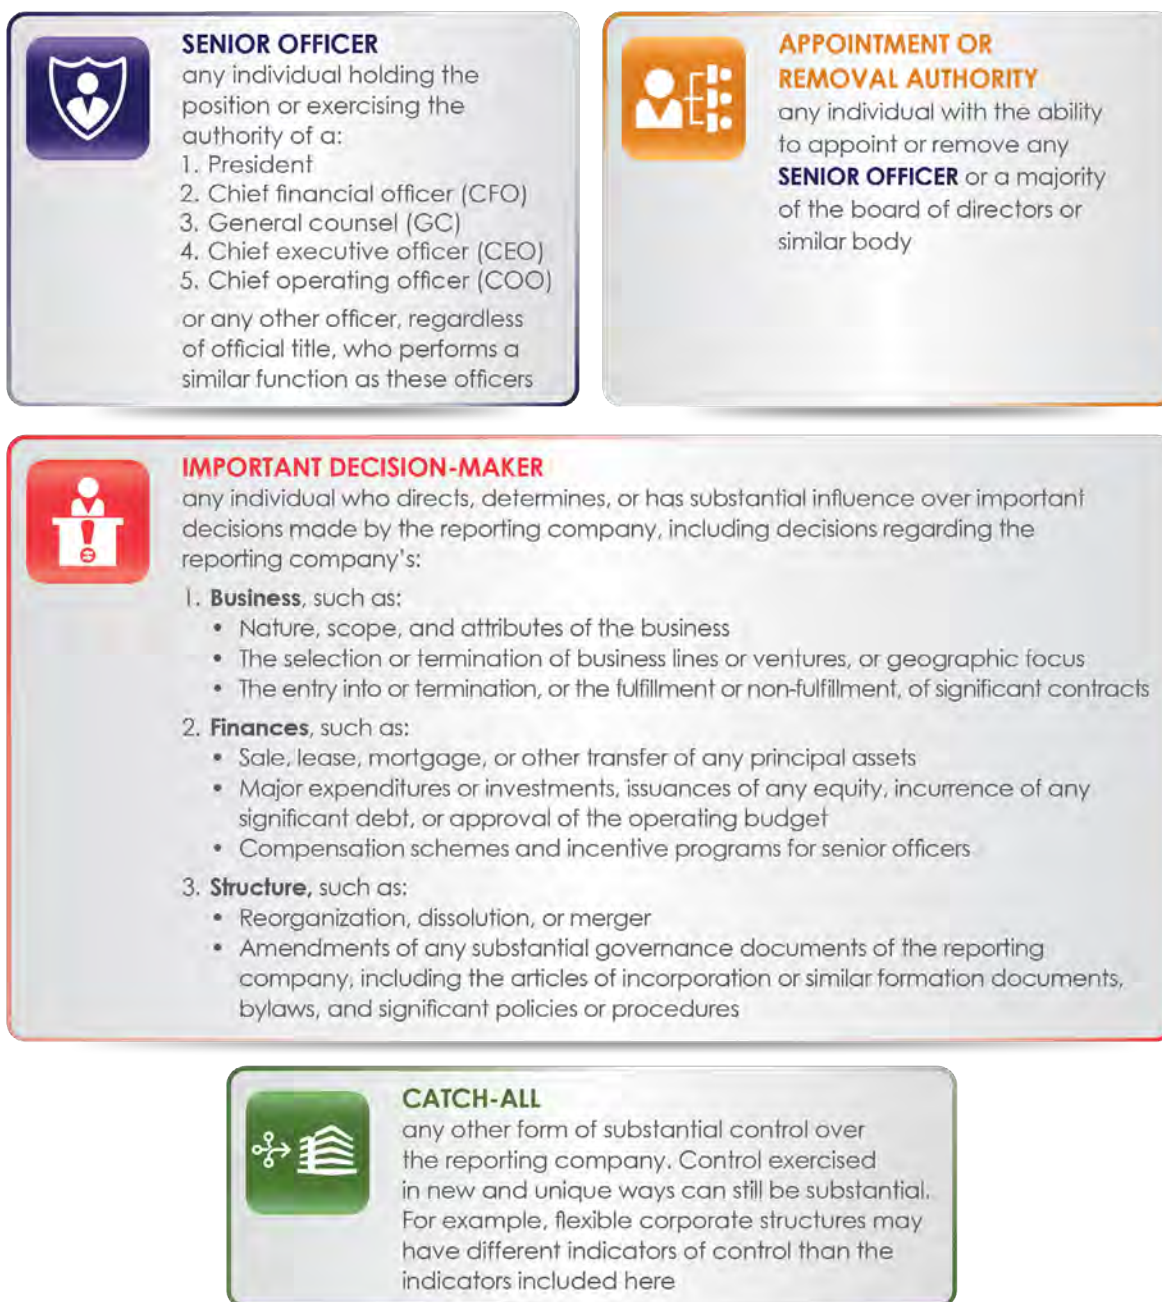 SENIOR OFFICER
any individual holding the
position or exercising the
authority of a:
1. President
2. Chief financial officer (CFO)
3. General counsel (GC)
4. Chief executive officer (CEO)
5. Chief operating officer (COO)
or any other officer, regardless
of official title, who performs a
similar function as these officers
APPOINTMENT OR
REMOVAL AUTHORITY
any individual with the ability
to appoint or remove any
SENIOR OFFICER or a majority
of the board of directors or
similar body
IMPORTANT DECISION-MAKER
any individual who directs, determines, or has substantial influence over important
decisions made by the reporting company, including decisions regarding the
reporting company's:
1. Business, such as:
• Nature, scope, and attributes of the business
• The selection or termination of business lines or ventures, or geographic focus
• The entry into or termination, or the fulfillment or non-fulfillment, of significant contracts
2. Finances, such as:
• Sale, lease, mortgage, or other transfer of any principal assets
• Major expenditures or investments, issuances of any equity, incurrence of any
significant debt, or approval of the operating budget
• Compensation schemes and incentive programs for senior officers
3. Structure, such as:
• Reorganization, dissolution, or merger
• Amendments of any substantial governance documents of the reporting
company, including the articles of incorporation or similar formation documents,
bylaws, and significant policies or procedures
CATCH-ALL
any other form of substantial control over
the reporting company. Control exercised
in new and unique ways can still be substantial.
For example, flexible corporate structures may
have different indicators of control than the
indicators included here